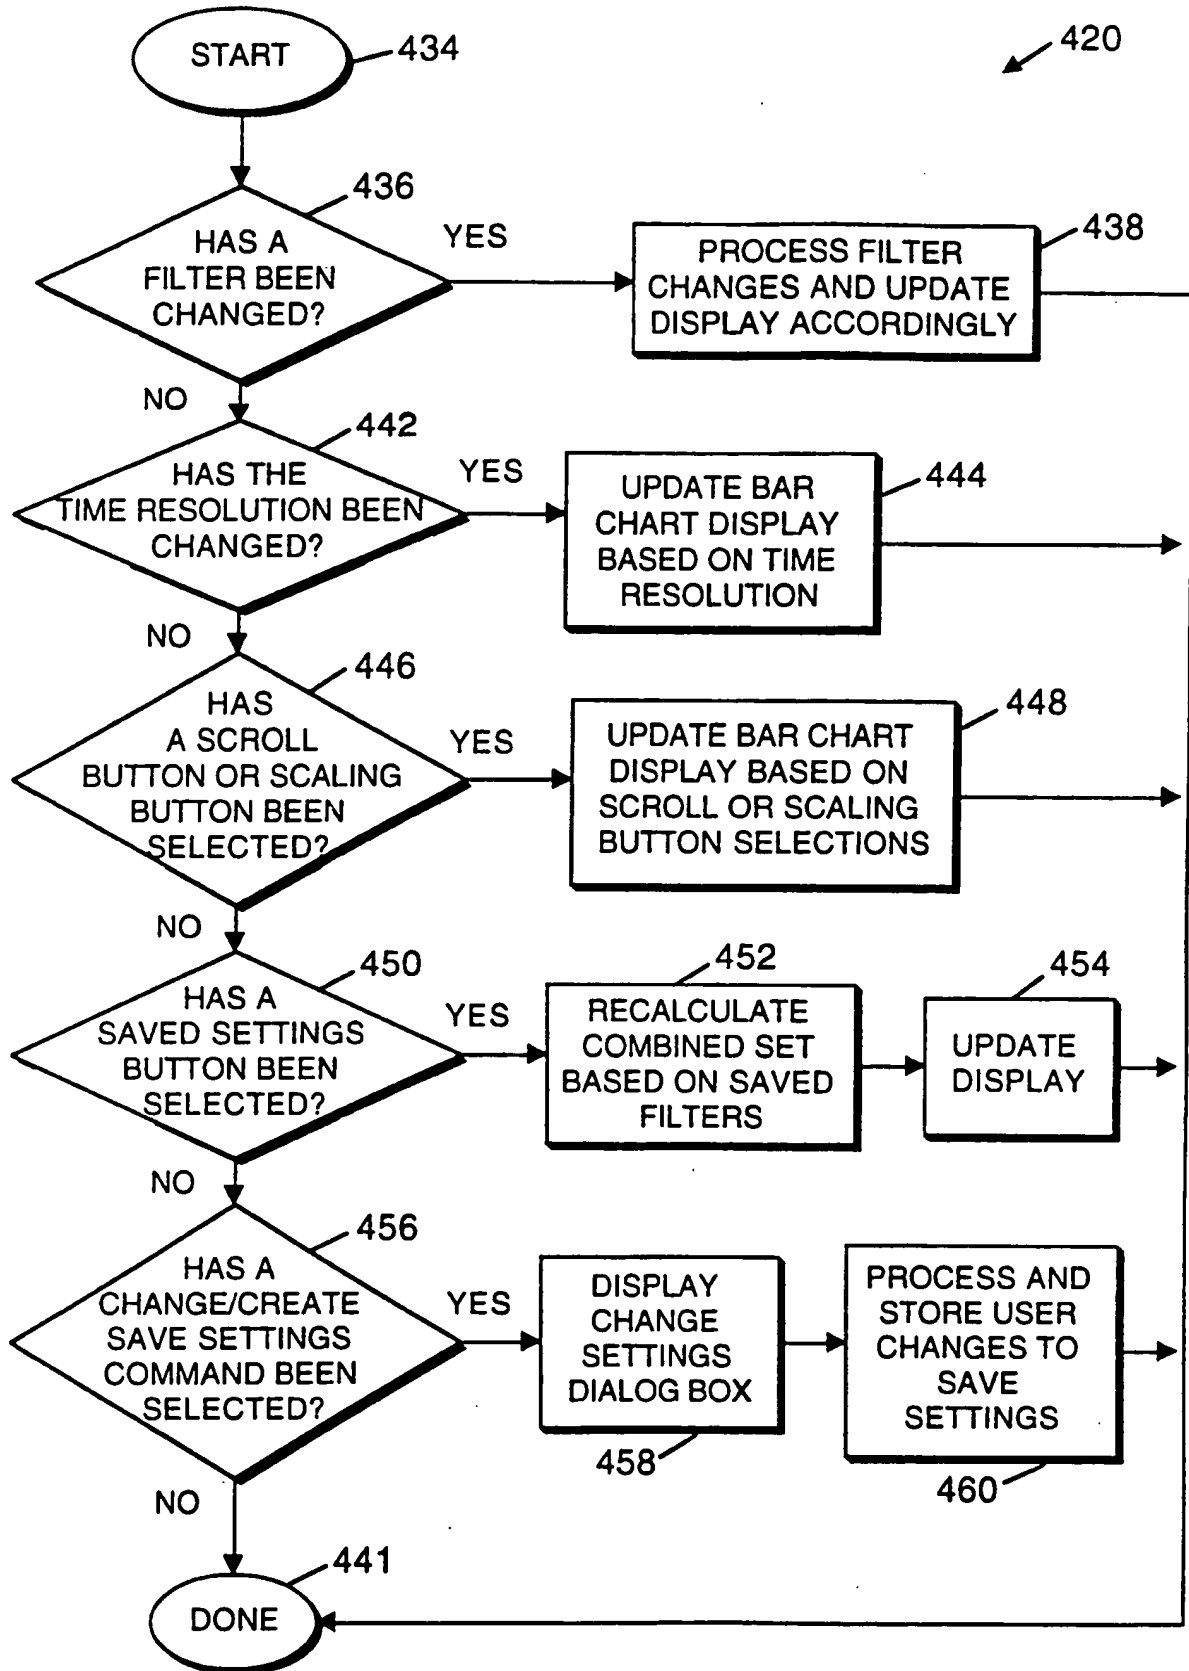 START
434
420
436
HAS A
FILTER BEEN
CHANGED?
YES
PROCESS FILTER
CHANGES AND UPDATE
DISPLAY ACCORDINGLY
438
NO
442
HAS THE
TIME RESOLUTION BEEN
CHANGED?
YES
UPDATE BAR
CHART DISPLAY
BASED ON TIME
RESOLUTION
444
NO
446
HAS
A SCROLL
BUTTON OR SCALING
BUTTON BEEN
SELECTED?
YES
UPDATE BAR CHART
DISPLAY BASED ON
SCROLL OR SCALING
BUTTON SELECTIONS
448
NO
450
HAS A
SAVED SETTINGS
BUTTON BEEN
SELECTED?
YES
452
RECALCULATE
COMBINED SET
BASED ON SAVED
FILTERS
454
UPDATE
DISPLAY
NO
456
HAS A
CHANGE/CREATE
SAVE SETTINGS
COMMAND BEEN
SELECTED?
YES
DISPLAY
CHANGE
SETTINGS
DIALOG BOX
458
PROCESS AND
STORE USER
CHANGES TO
SAVE
SETTINGS
460
NO
441
DONE